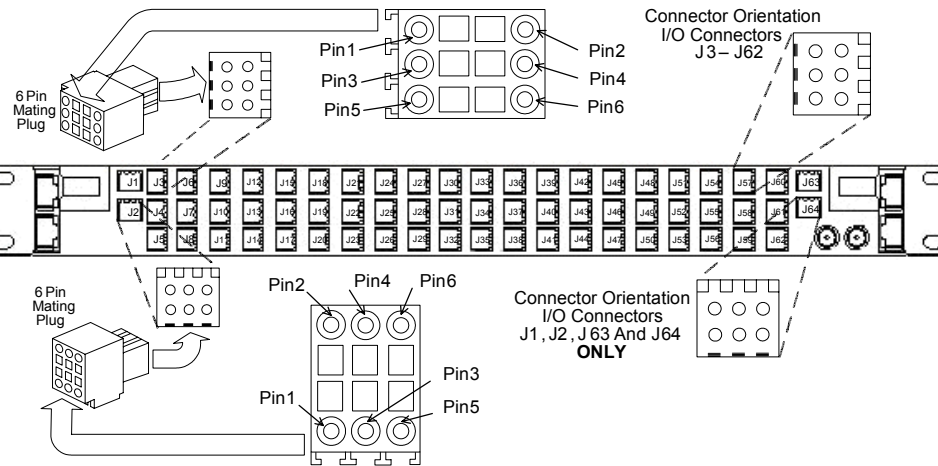 Connector Orientation
I/O Connectors
J3– J62
Pin1
Pin2
Pin3
Pin4
Pin5
Pin6
6 Pin
Mating
Plug
J1 J3 J6 J9 J12 J15 J18 J21 J24 J27 J30 J33 J36 J39 J42 J45 J48 J51 J54 J57 J60 J63
J2 J4 J7 J10 J13 J16 J19 J22 J25 J28 J31 J34 J37 J40 J43 J46 J49 J52 J55 J58 J61 J64
J5 J8 J11 J14 J17 J20 J23 J26 J29 J32 J35 J38 J41 J44 J47 J50 J53 J56 J59 J62
6 Pin
Mating
Plug
Pin2 Pin4 Pin6
Pin1
Pin3
Pin5
Connector Orientation
I/O Connectors
J1, J2, J63 And J64
ONLY